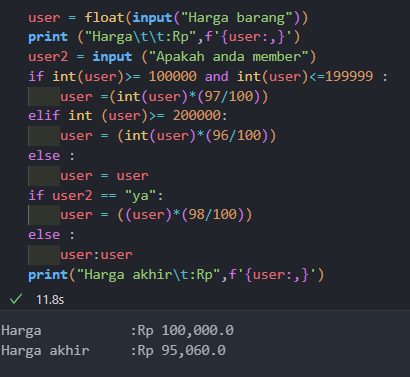 user = float(input("Harga barang"))
print ("Harga\t\t:Rp",f'{user:,}')
user2 = input ("Apakah anda member")
if int(user)>= 100000 and int(user)<=199999 :
    user =(int(user)*(97/100))
elif int (user)>= 200000:
    user = (int(user)*(96/100))
else :
    user = user
if user2 == "ya":
    user = ((user)*(98/100))
else :
    user:user
print("Harga akhir\t:Rp",f'{user:,}')
✓ 11.8s
Harga :Rp 100,000.0
Harga akhir :Rp 95,060.0